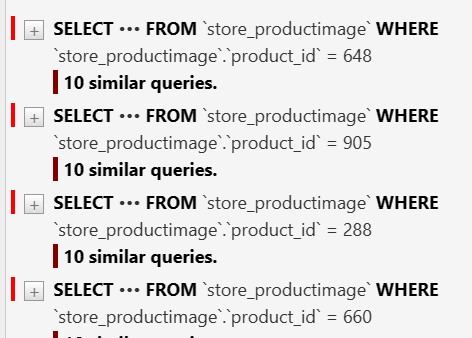 + SELECT ••• FROM `store_productimage` WHERE
`store_productimage`.`product_id` = 648
10 similar queries.
+ SELECT ••• FROM `store_productimage` WHERE
`store_productimage`.`product_id` = 905
10 similar queries.
+ SELECT ••• FROM `store_productimage` WHERE
`store_productimage`.`product_id` = 288
10 similar queries.
+ SELECT ••• FROM `store_productimage` WHERE
`store_productimage`.`product_id` = 660